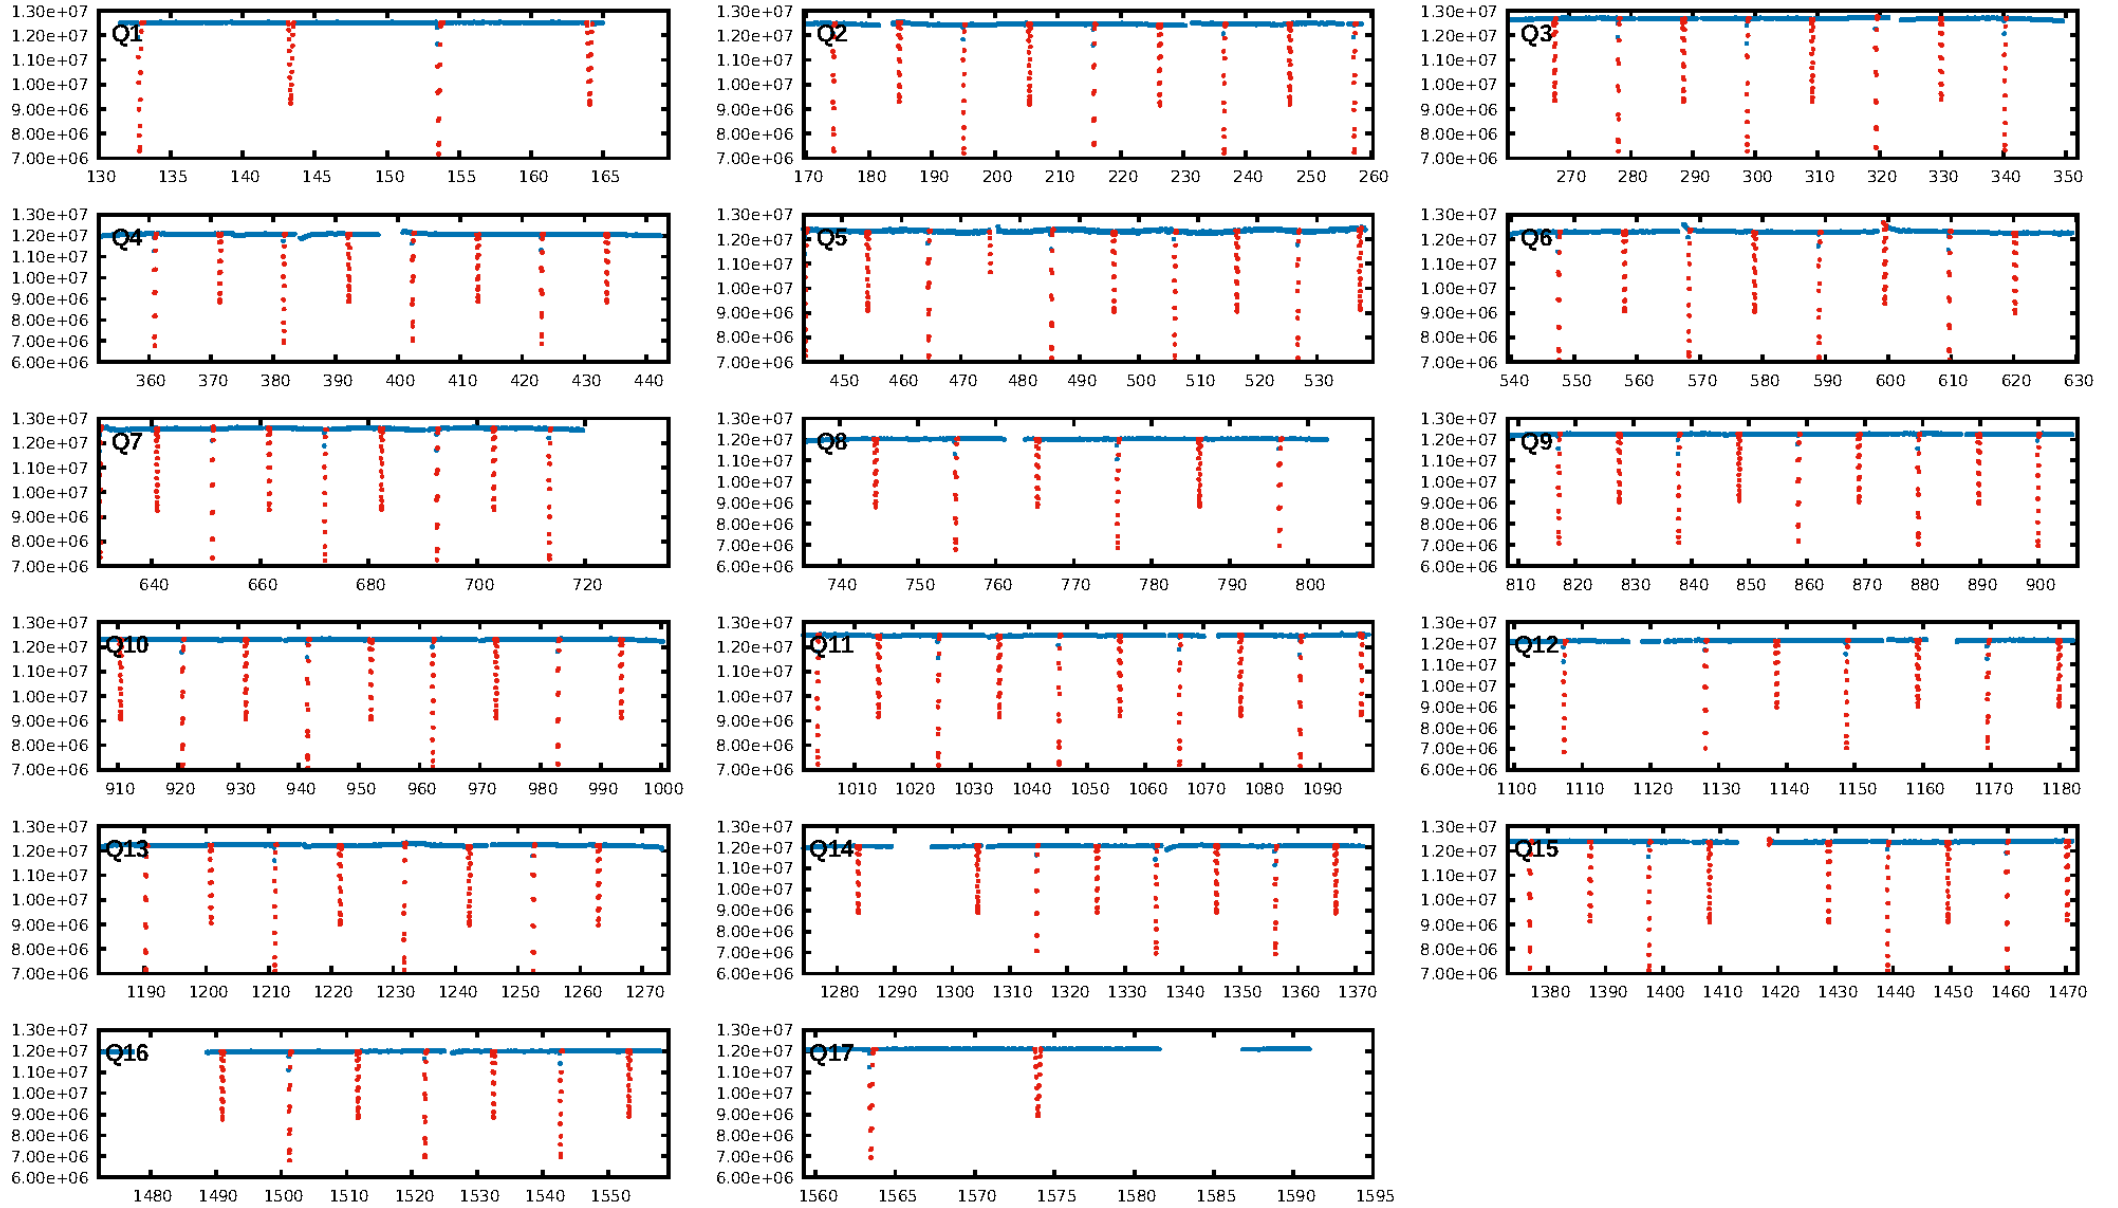 1.30e+07 1.20e+07 1.10e+07 1.00e+07 9.00e+06 8.00e+06 7.00e+06
Q1
130 135 140 145 150 155 160 165
1.30e+07 1.20e+07 1.10e+07 1.00e+07 9.00e+06 8.00e+06 7.00e+06
Q2
170 180 190 200 210 220 230 240 250 260
1.30e+07 1.20e+07 1.10e+07 1.00e+07 9.00e+06 8.00e+06 7.00e+06
Q3
270 280 290 300 310 320 330 340 350
1.30e+07 1.20e+07 1.10e+07 1.00e+07 9.00e+06 8.00e+06 7.00e+06 6.00e+06
Q4
360 370 380 390 400 410 420 430 440
1.30e+07 1.20e+07 1.10e+07 1.00e+07 9.00e+06 8.00e+06 7.00e+06
Q5
450 460 470 480 490 500 510 520 530
1.30e+07 1.20e+07 1.10e+07 1.00e+07 9.00e+06 8.00e+06 7.00e+06
Q6
540 550 560 570 580 590 600 610 620 630
1.30e+07 1.20e+07 1.10e+07 1.00e+07 9.00e+06 8.00e+06 7.00e+06
Q7
640 660 680 700 720
1.30e+07 1.20e+07 1.10e+07 1.00e+07 9.00e+06 8.00e+06 7.00e+06 6.00e+06
Q8
740 750 760 770 780 790 800
1.30e+07 1.20e+07 1.10e+07 1.00e+07 9.00e+06 8.00e+06 7.00e+06 6.00e+06
Q9
810 820 830 840 850 860 870 880 890 900
1.30e+07 1.20e+07 1.10e+07 1.00e+07 9.00e+06 8.00e+06 7.00e+06
Q10
910 920 930 940 950 960 970 980 990 1000
1.30e+07 1.20e+07 1.10e+07 1.00e+07 9.00e+06 8.00e+06 7.00e+06
Q11
1010 1020 1030 1040 1050 1060 1070 1080 1090
1.30e+07 1.20e+07 1.10e+07 1.00e+07 9.00e+06 8.00e+06 7.00e+06 6.00e+06
Q12
1100 1110 1120 1130 1140 1150 1160 1170 1180
1.30e+07 1.20e+07 1.10e+07 1.00e+07 9.00e+06 8.00e+06 7.00e+06
Q13
1190 1200 1210 1220 1230 1240 1250 1260 1270
1.30e+07 1.20e+07 1.10e+07 1.00e+07 9.00e+06 8.00e+06 7.00e+06 6.00e+06
Q14
1280 1290 1300 1310 1320 1330 1340 1350 1360 1370
1.30e+07 1.20e+07 1.10e+07 1.00e+07 9.00e+06 8.00e+06 7.00e+06
Q15
1380 1390 1400 1410 1420 1430 1440 1450 1460 1470
1.30e+07 1.20e+07 1.10e+07 1.00e+07 9.00e+06 8.00e+06 7.00e+06 6.00e+06
Q16
1480 1490 1500 1510 1520 1530 1540 1550
1.30e+07 1.20e+07 1.10e+07 1.00e+07 9.00e+06 8.00e+06 7.00e+06 6.00e+06
Q17
1560 1565 1570 1575 1580 1585 1590 1595